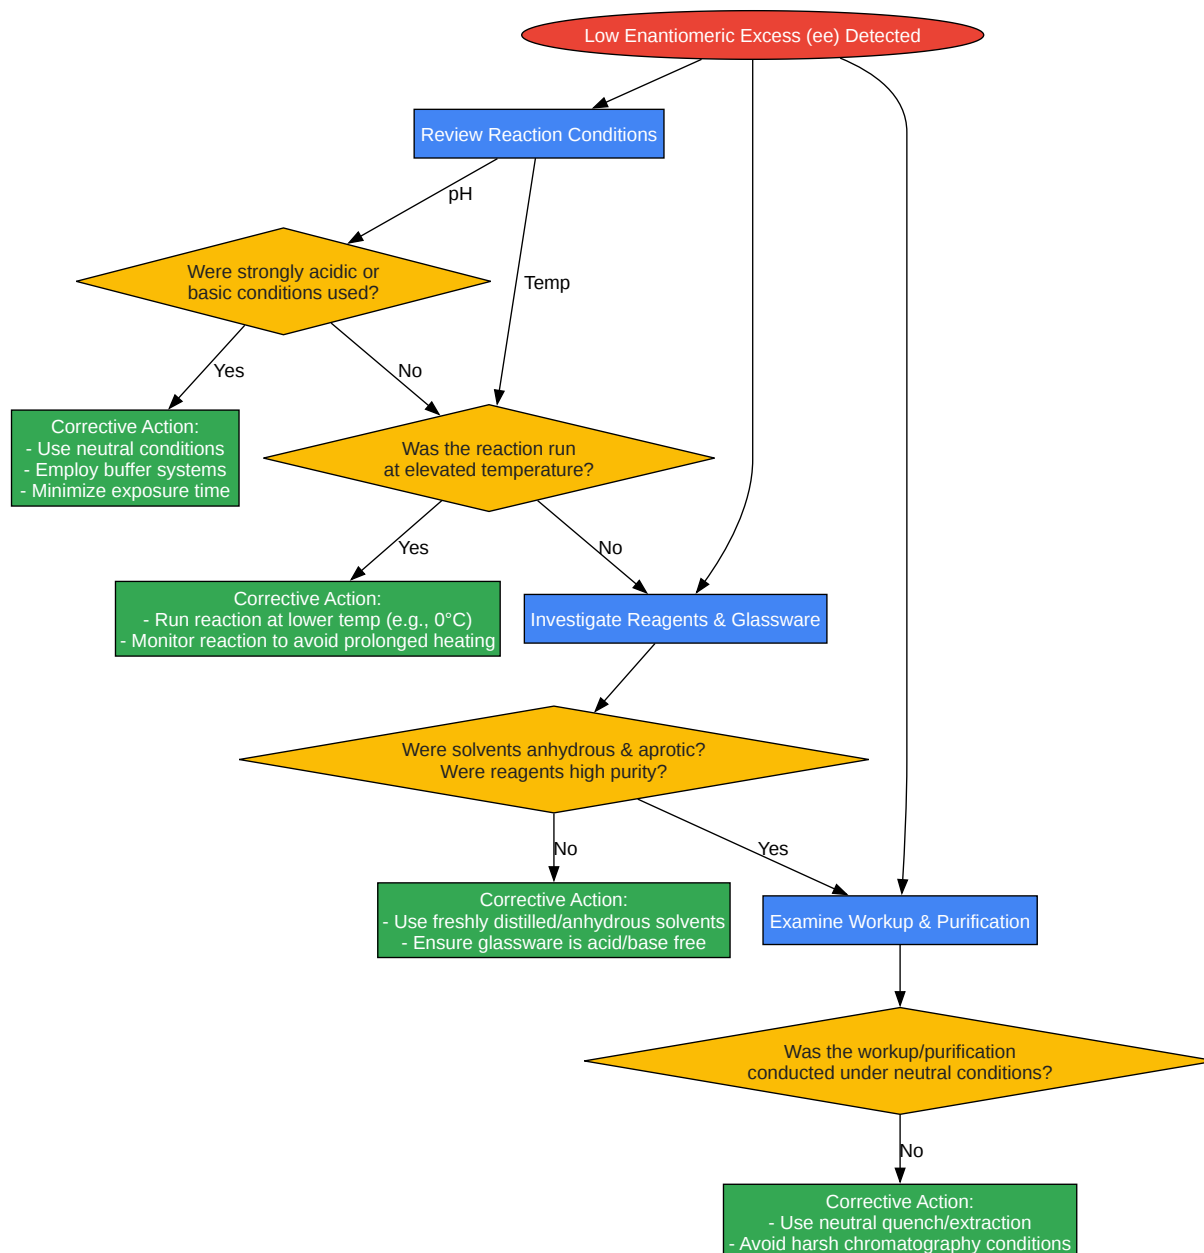 Low Enantiomeric Excess (ee) Detected
Review Reaction Conditions
pH
Temp
Were strongly acidic or
basic conditions used?
Yes
No
Corrective Action:
- Use neutral conditions
- Employ buffer systems
- Minimize exposure time
Was the reaction run
at elevated temperature?
Yes
No
Corrective Action:
- Run reaction at lower temp (e.g., 0°C)
- Monitor reaction to avoid prolonged heating
Investigate Reagents & Glassware
Were solvents anhydrous & aprotic?
Were reagents high purity?
No
Yes
Corrective Action:
- Use freshly distilled/anhydrous solvents
- Ensure glassware is acid/base free
Examine Workup & Purification
Was the workup/purification
conducted under neutral conditions?
No
Corrective Action:
- Use neutral quench/extraction
- Avoid harsh chromatography conditions